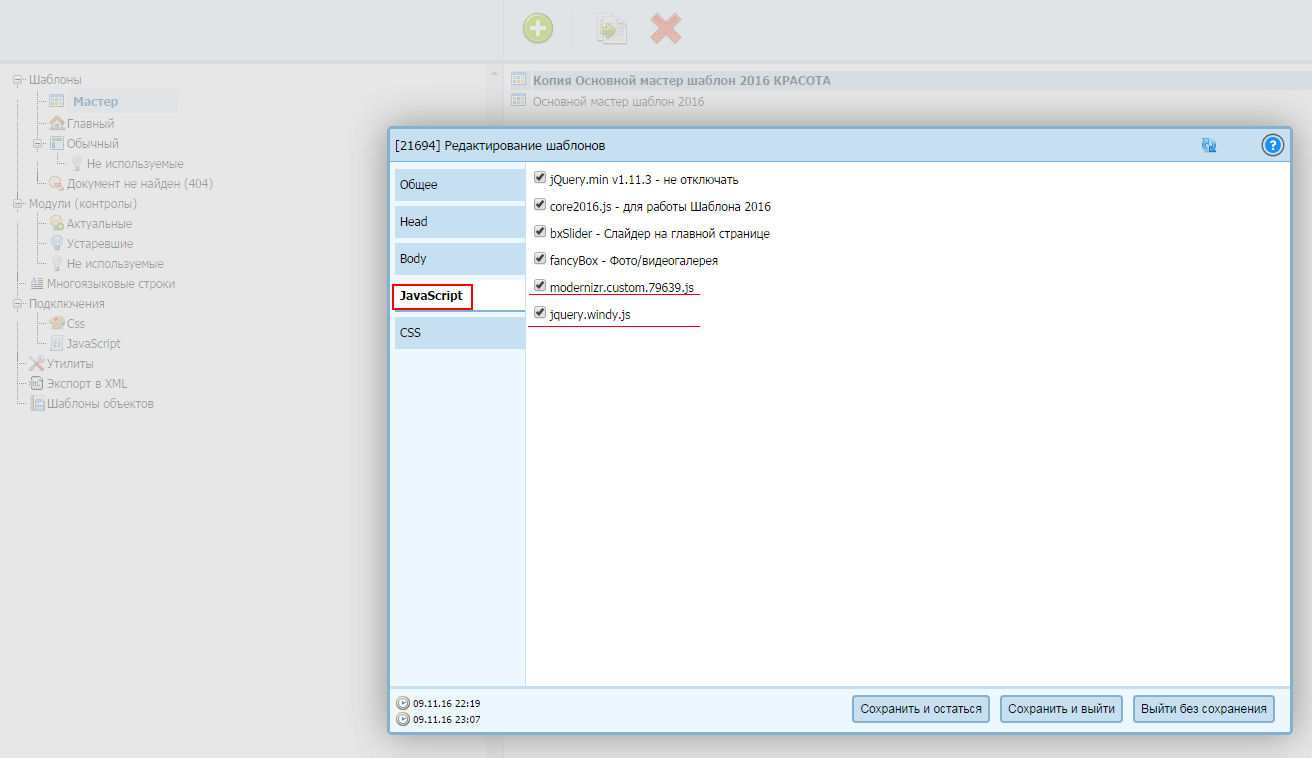 Шаблоны
Мастер
Главный
Обычный
Не используемые
Документ не найден (404)
Модули (контролы)
Актуальные
Устаревшие
Не используемые
Многоязыковые строки
Подключения
Css
JavaScript
Утилиты
Экспорт в XML
Шаблоны объектов
Копия Основной мастер шаблон 2016 КРАСОТА
Основной мастер шаблон 2016
[21694] Редактирование шаблонов
?
Общее
Head
Body
JavaScript
CSS
jQuery.min v1.11.3 - не отключать
core2016.js - для работы Шаблона 2016
bxSlider - Слайдер на главной странице
fancyBox - Фото/видеогалерея
modernizr.custom.79639.js
jquery.windy.js
09.11.16 22:19
09.11.16 23:07
Сохранить и остаться
Сохранить и выйти
Выйти без сохранения